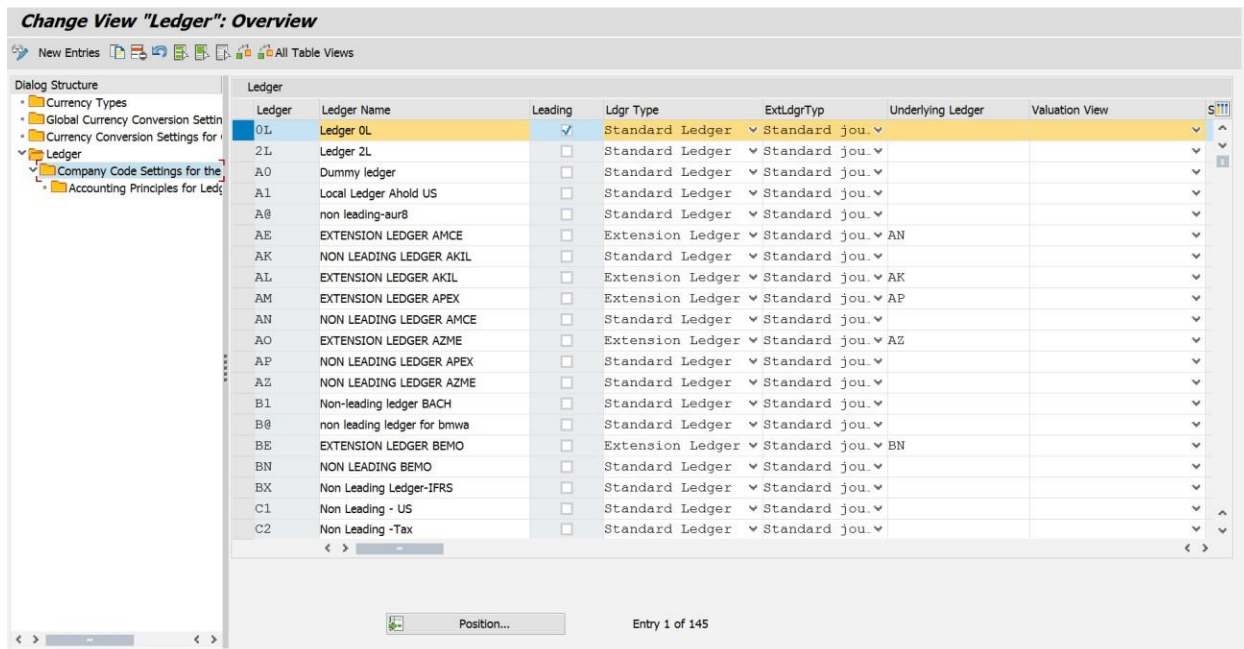 Change View "Ledger": Overview
New Entries All Table Views
Dialog Structure
Currency Types
Global Currency Conversion Settin
Currency Conversion Settings for
Ledger
Company Code Settings for the
Accounting Principles for Ledg
Ledger
Ledger Ledger Name Leading Ldgr Type ExtLdgrTyp Underlying Ledger Valuation View S
0L Ledger 0L Standard Ledger Standard jou.
2L Ledger 2L Standard Ledger Standard jou.
A0 Dummy ledger Standard Ledger Standard jou.
A1 Local Ledger Ahold US Standard Ledger Standard jou.
A@ non leading-aur8 Standard Ledger Standard jou.
AE EXTENSION LEDGER AMCE Extension Ledger Standard jou. AN
AK NON LEADING LEDGER AKIL Standard Ledger Standard jou.
AL EXTENSION LEDGER AKIL Extension Ledger Standard jou. AK
AM EXTENSION LEDGER APEX Extension Ledger Standard jou. AP
AN NON LEADING LEDGER AMCE Standard Ledger Standard jou.
AO EXTENSION LEDGER AZME Extension Ledger Standard jou. AZ
AP NON LEADING LEDGER APEX Standard Ledger Standard jou.
AZ NON LEADING LEDGER AZME Standard Ledger Standard jou.
B1 Non-leading ledger BACH Standard Ledger Standard jou.
B@ non leading ledger for bmwa Standard Ledger Standard jou.
BE EXTENSION LEDGER BEMO Extension Ledger Standard jou. BN
BN NON LEADING BEMO Standard Ledger Standard jou.
BX Non Leading Ledger-IFRS Standard Ledger Standard jou.
C1 Non Leading - US Standard Ledger Standard jou.
C2 Non Leading -Tax Standard Ledger Standard jou.
Position... Entry 1 of 145